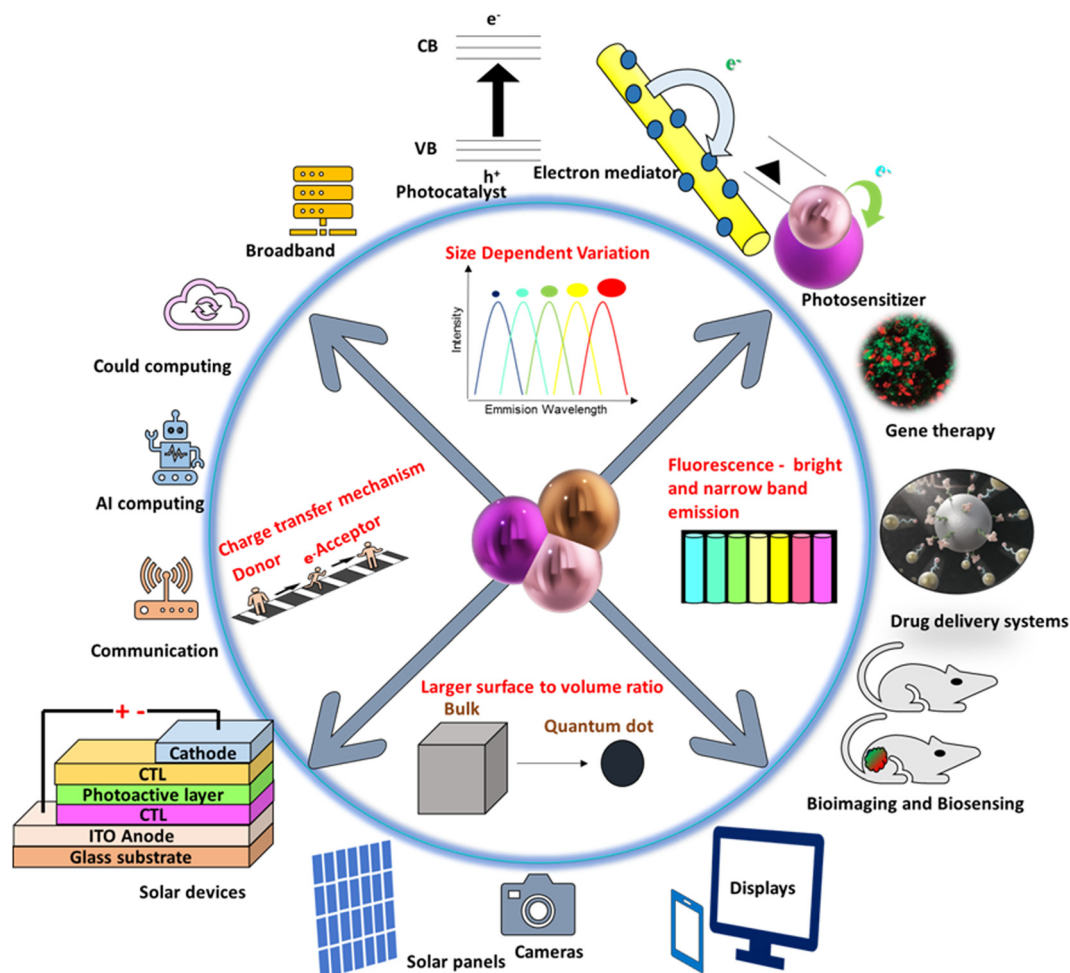 e-
CB
VB
h+
Photocatalyst
e-
Electron mediator
e-
Photosensitizer
Broadband
Could computing
AI computing
Communication
Size Dependent Variation
Intensity
Emmision Wavelength
Gene therapy
Fluorescence - bright
and narrow band
emission
Charge transfer mechanism
Donor
e-Acceptor
Drug delivery systems
Larger surface to volume ratio
Bulk
Quantum dot
Bioimaging and Biosensing
+ -
Cathode
CTL
Photoactive layer
CTL
ITO Anode
Glass substrate
Solar devices
Solar panels
Cameras
Displays